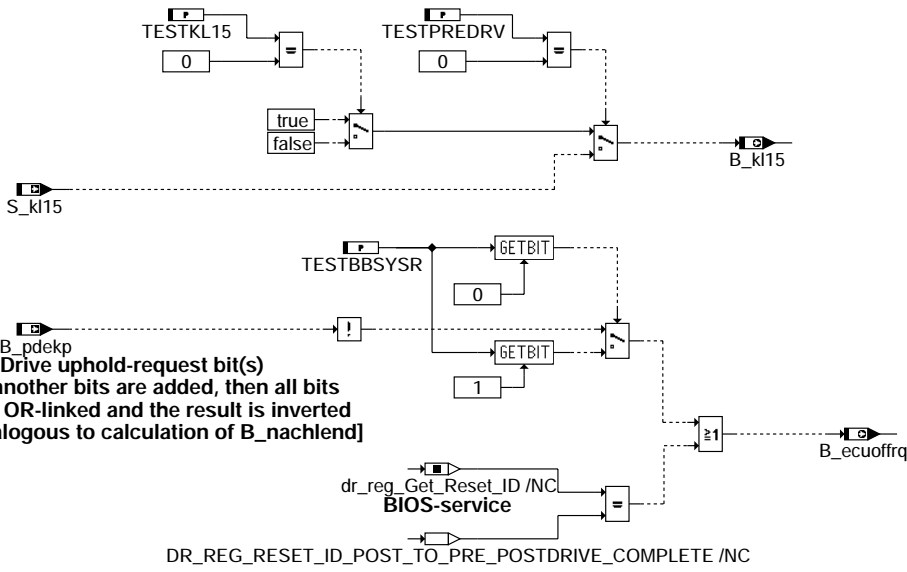 P
P
TESTKL15
TESTPREDRV
=
=
0
0
true
false
B_kl15
S_kl15
P
GETBIT
TESTBBSYSR
0
!
B_pdekp
Drive uphold-request bit(s)
GETBIT
nother bits are added, then all bits
1
OR-linked and the result is inverted
alogous to calculation of B_nachlend]
≥1
B_ecuoffrq
dr_reg_Get_Reset_ID /NC
BIOS-service
=
DR_REG_RESET_ID_POST_TO_PRE_POSTDRIVE_COMPLETE /NC